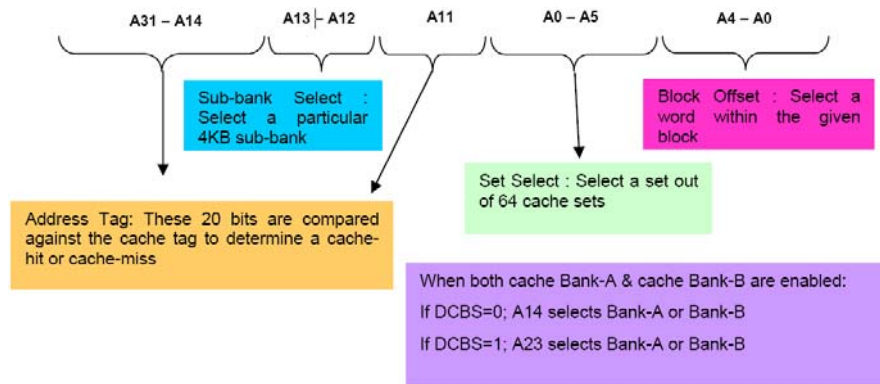 A31 – A14 A13 – A12 A11 A0 – A5 A4 – A0
Sub-bank Select :
Select a particular
4KB sub-bank
Block Offset : Select a
word within the given
block
Set Select : Select a set out
of 64 cache sets
Address Tag: These 20 bits are compared
against the cache tag to determine a cache-
hit or cache-miss
When both cache Bank-A & cache Bank-B are enabled:
If DCBS=0; A14 selects Bank-A or Bank-B
If DCBS=1; A23 selects Bank-A or Bank-B